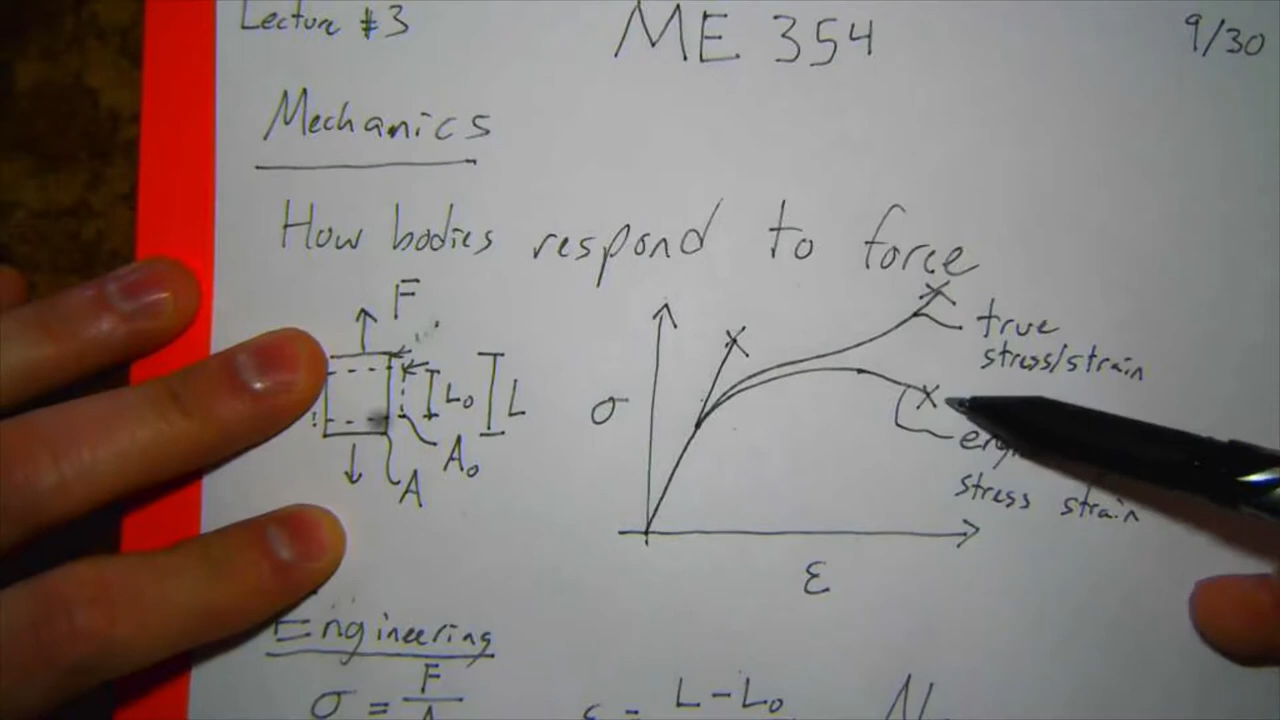 Lecture #3
ME 354
9/30
Mechanics
How bodies respond to force
F
L₀
L
A₀
A
σ
ε
true
stress/strain
stress strain
Engineering
σ = F
L - L₀